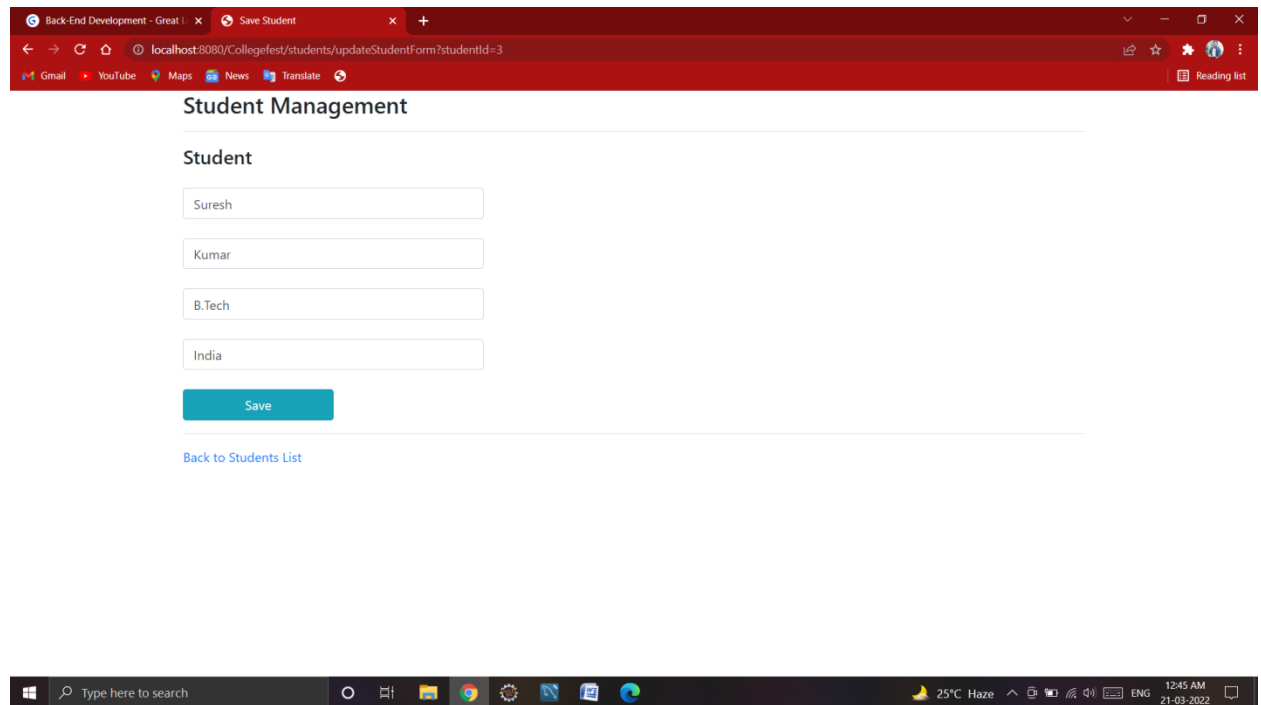 Back-End Development - Great L
Save Student
localhost:8080/Collegefest/students/updateStudentForm?studentId=3
Gmail YouTube Maps News Translate Reading list
Student Management
Student
Suresh
Kumar
B.Tech
India
Save
Back to Students List
Type here to search 25°C Haze ENG 12:45 AM
21-03-2022